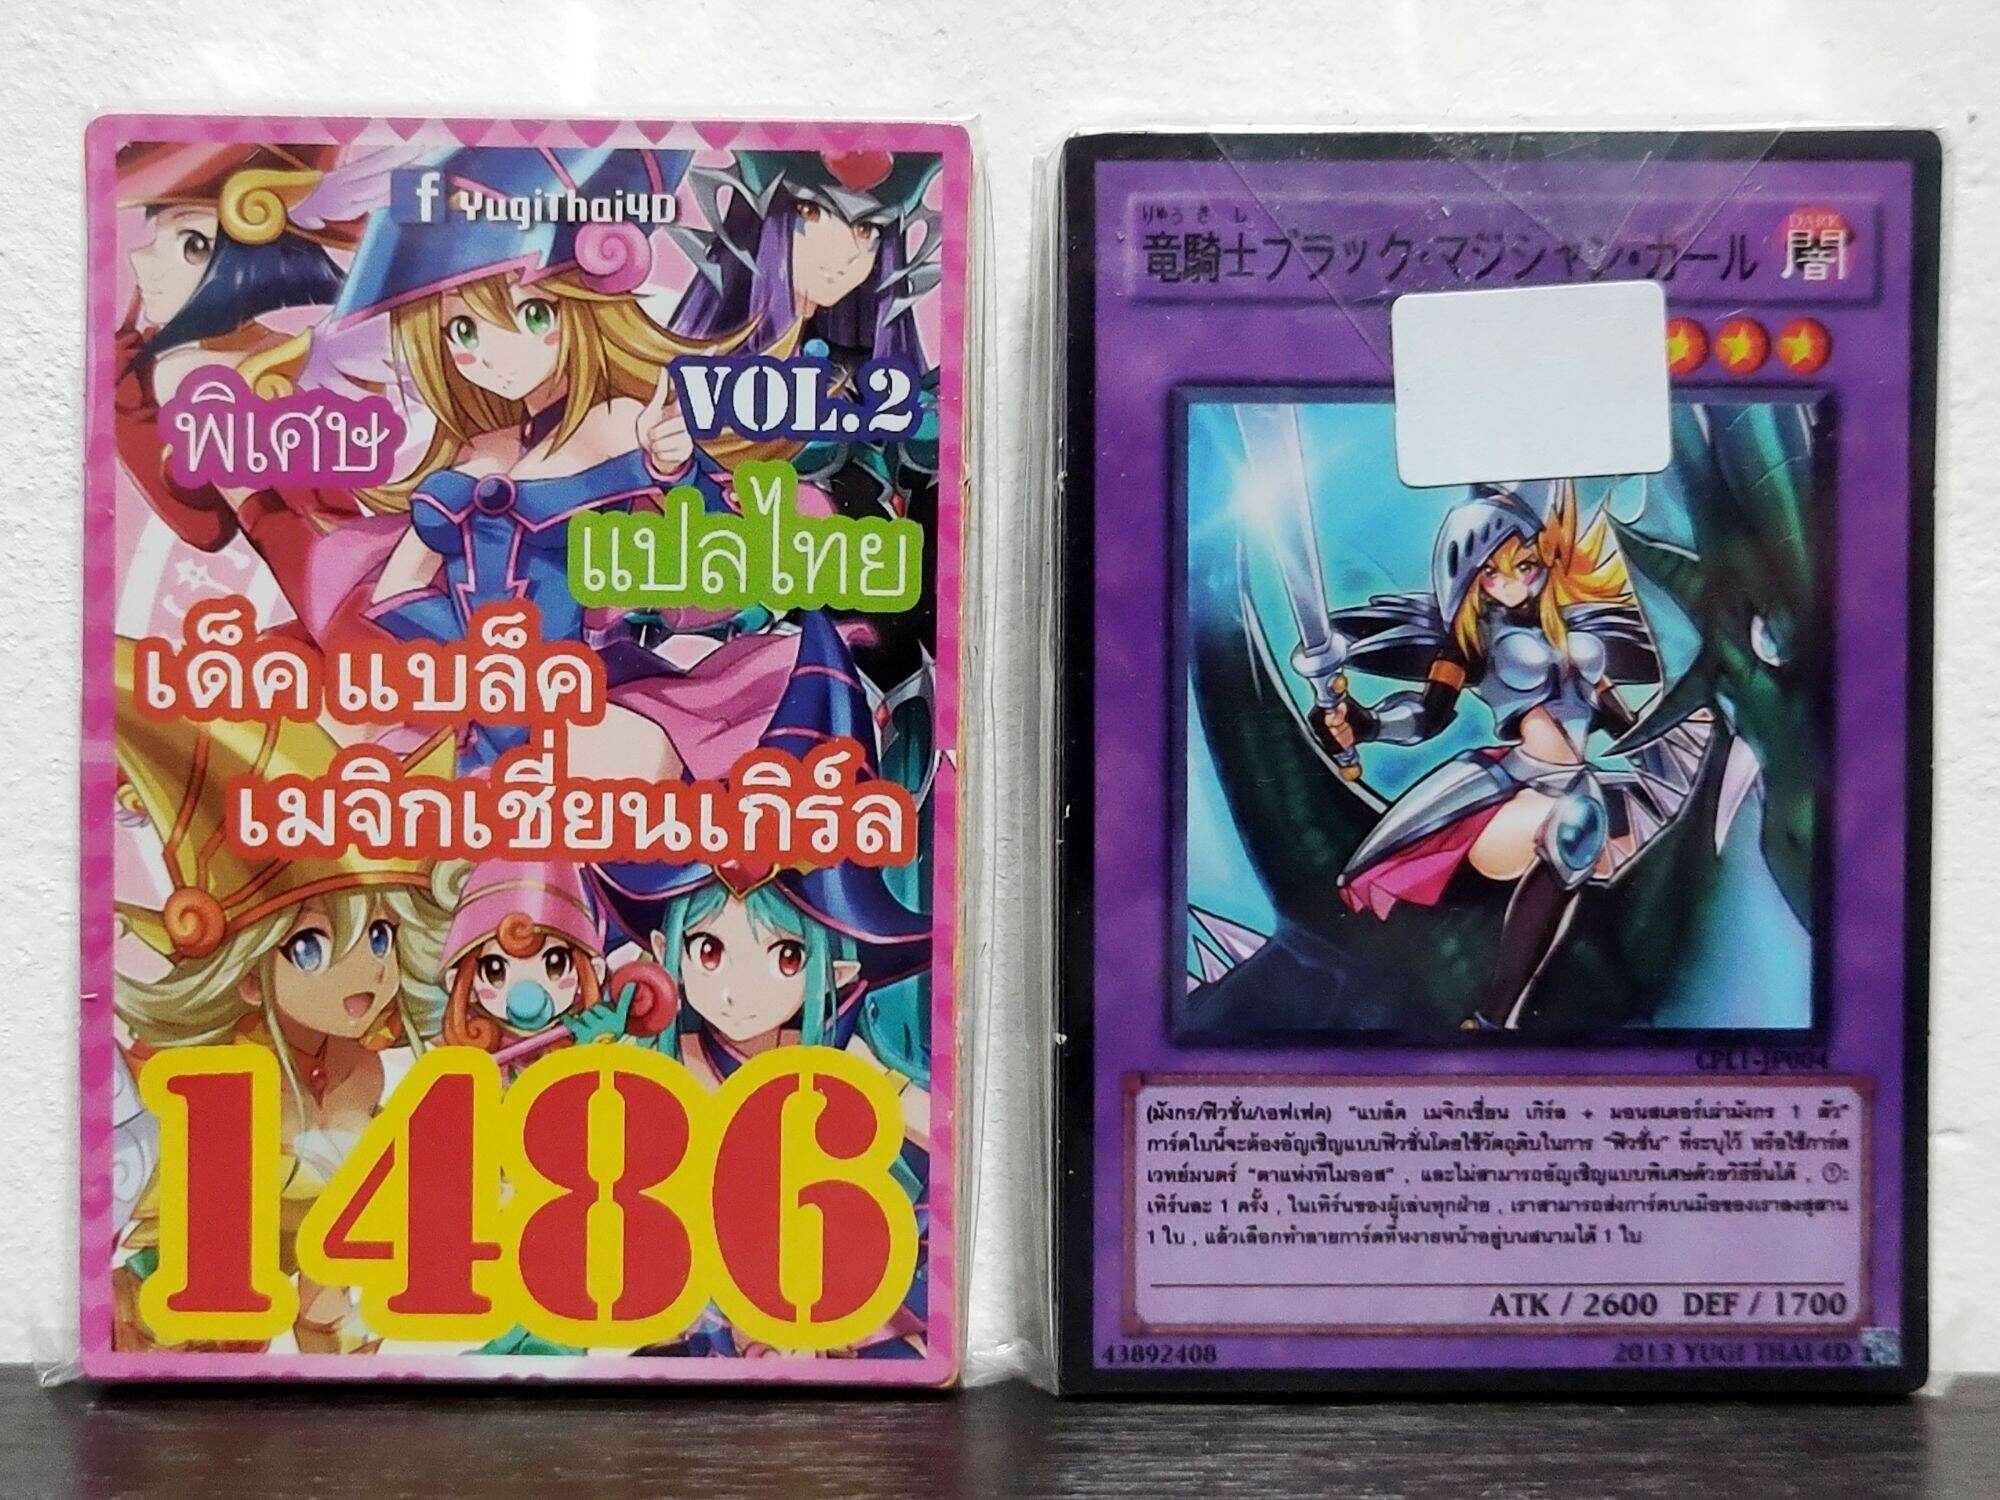 f YugiThai4D
VOL.2
พิเศษ
แปลไทย
เด็ค แบล็ค
เมจิกเชี่ยนเกิร์ล
1486
りゅう き し
竜騎士ブラック・マジシャン・ガール
DARK
闇
CPL1-JP004
(มังกร/ฟิวชั่น/เอฟเฟค) "แบล็ค เมจิกเชี่ยน เกิร์ล + มอนสเตอร์เผ่ามังกร 1 ตัว"
การ์ดใบนี้จะต้องอัญเชิญแบบฟิวชั่นโดยใช้วัตถุดิบในการ "ฟิวชั่น" ที่ระบุไว้ หรือใช้การ์ด
เวทย์มนตร์ "ตาแห่งทีไมออส" , และไม่สามารถอัญเชิญแบบพิเศษด้วยวิธีอื่นได้ , ①:
เทิร์นละ 1 ครั้ง , ในเทิร์นของผู้เล่นทุกฝ่าย , เราสามารถส่งการ์ดบนมือของเราลงสุสาน
1 ใบ , แล้วเลือกทำลายการ์ดที่หงายหน้าอยู่บนสนามได้ 1 ใบ
ATK / 2600 DEF / 1700
43892408
2013 YUGI THAI 4D